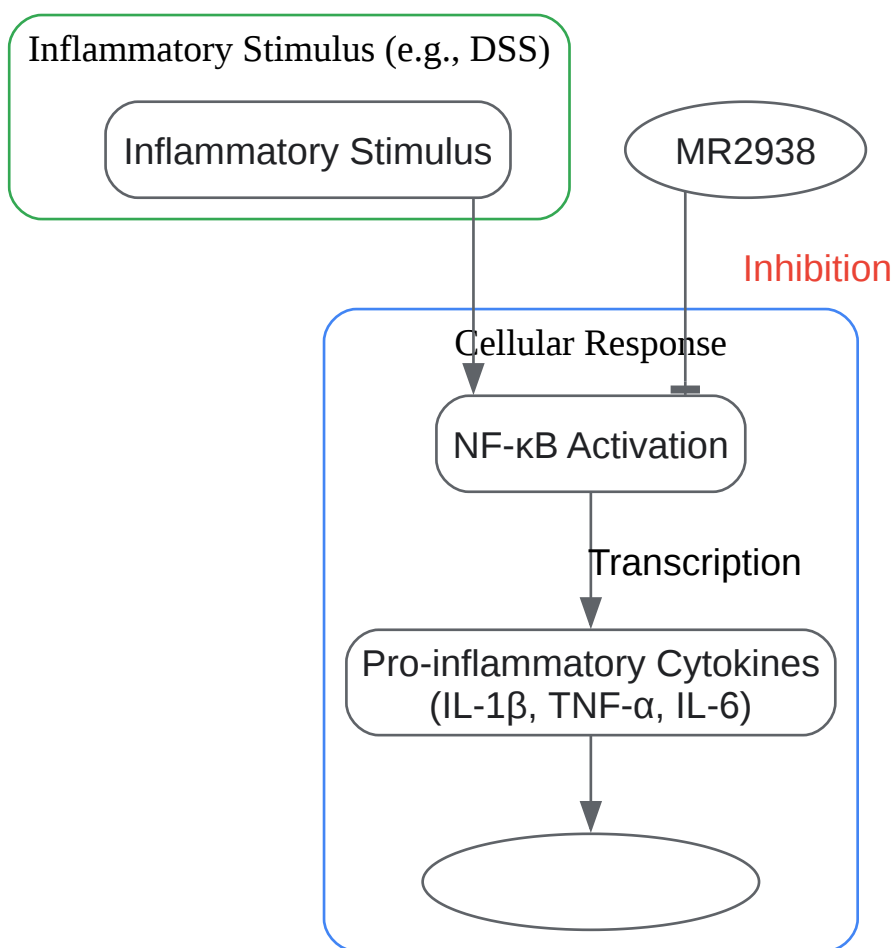 Inflammatory Stimulus (e.g., DSS)
Inflammatory Stimulus
MR2938
Inhibition
Cellular Response
NF-κB Activation
Transcription
Pro-inflammatory Cytokines
(IL-1β, TNF-α, IL-6)